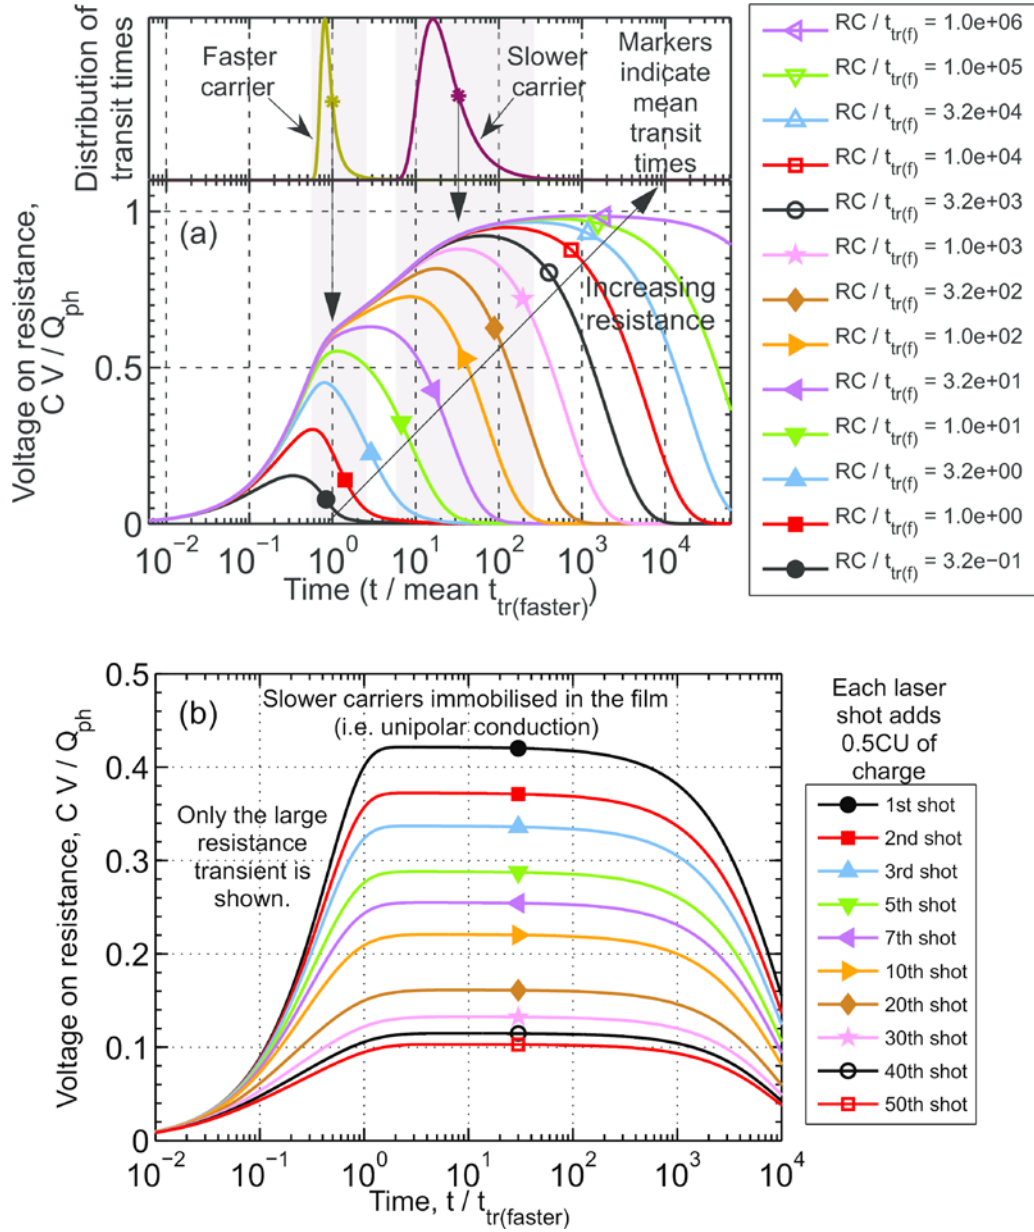 Distribution of
transit times
Faster
carrier
Slower
carrier
Markers
indicate
mean
transit
times
(a)
Increasing
resistance
Voltage on resistance,
C V / Q_ph
1
0.5
0
10^−2
10^−1
10^0
10^1
10^2
10^3
10^4
Time (t / mean t_tr(faster))
RC / t_tr(f) = 1.0e+06
RC / t_tr(f) = 1.0e+05
RC / t_tr(f) = 3.2e+04
RC / t_tr(f) = 1.0e+04
RC / t_tr(f) = 3.2e+03
RC / t_tr(f) = 1.0e+03
RC / t_tr(f) = 3.2e+02
RC / t_tr(f) = 1.0e+02
RC / t_tr(f) = 3.2e+01
RC / t_tr(f) = 1.0e+01
RC / t_tr(f) = 3.2e+00
RC / t_tr(f) = 1.0e+00
RC / t_tr(f) = 3.2e−01
(b)
Slower carriers immobilised in the film
(i.e. unipolar conduction)
Only the large
resistance
transient is
shown.
Voltage on resistance, C V / Q_ph
0.5
0.4
0.3
0.2
0.1
0
10^−2
10^−1
10^0
10^1
10^2
10^3
10^4
Time, t / t_tr(faster)
Each laser
shot adds
0.5CU of
charge
1st shot
2nd shot
3rd shot
5th shot
7th shot
10th shot
20th shot
30th shot
40th shot
50th shot